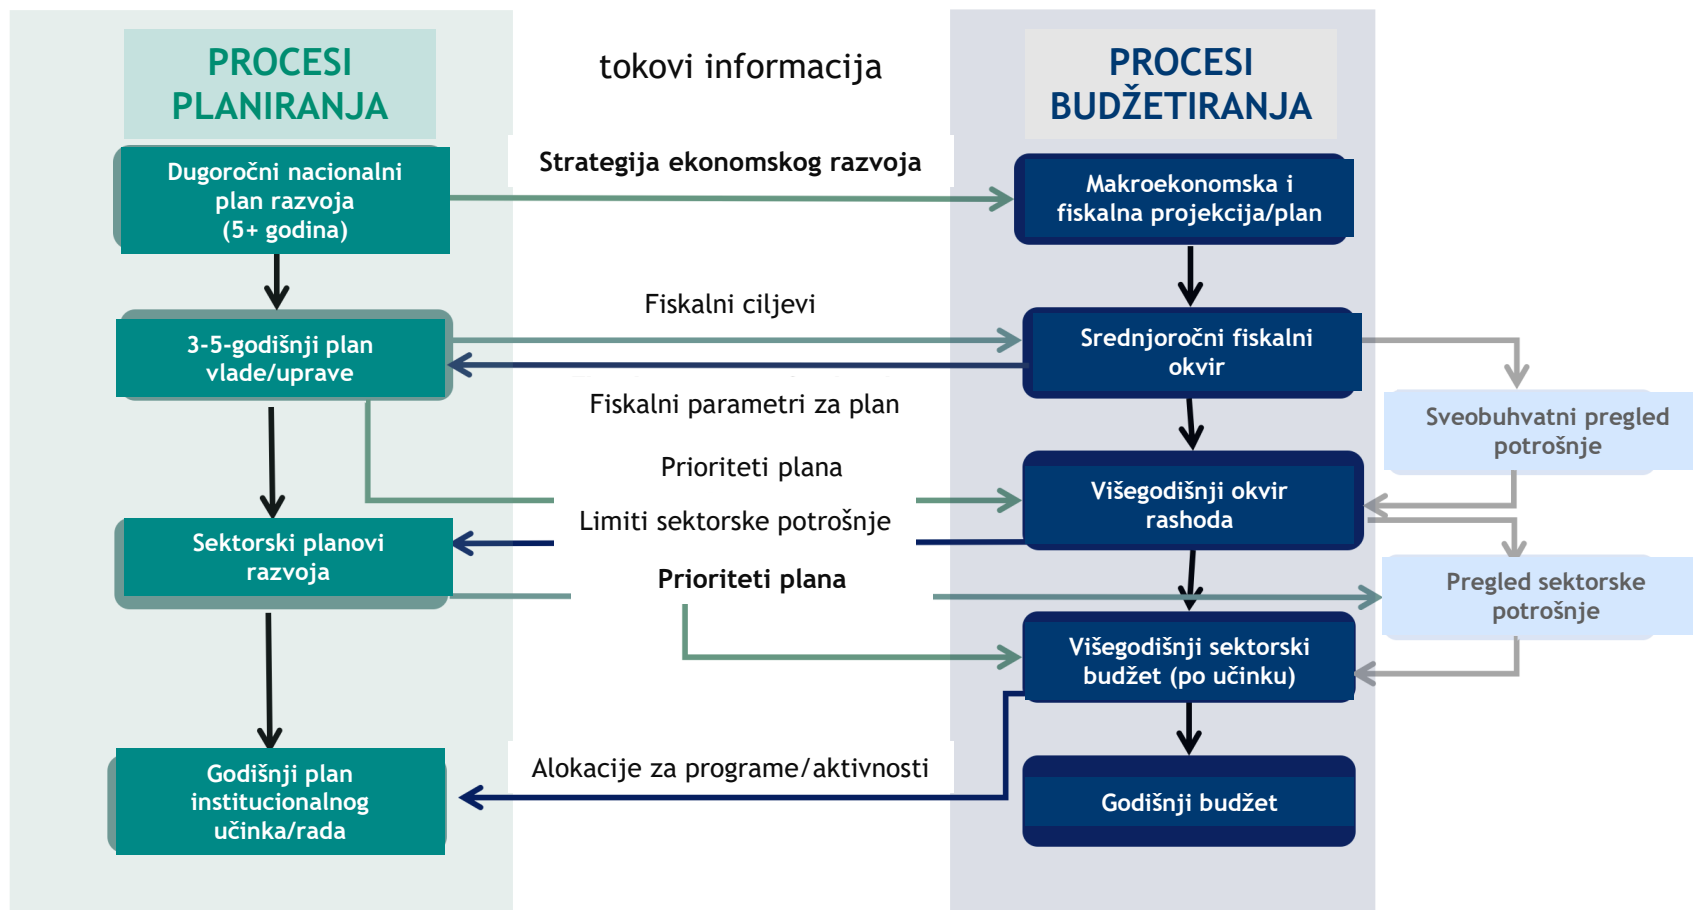 PROCESI
PLANIRANJA
tokovi informacija
PROCESI
BUDŽETIRANJA
Dugoročni nacionalni
plan razvoja
(5+ godina)
Strategija ekonomskog razvoja
Makroekonomska i
fiskalna projekcija/plan
3-5-godišnji plan
vlade/uprave
Fiskalni ciljevi
Srednjoročni fiskalni
okvir
Fiskalni parametri za plan
Sveobuhvatni pregled
potrošnje
Prioriteti plana
Višegodišnji okvir
rashoda
Limiti sektorske potrošnje
Sektorski planovi
razvoja
Prioriteti plana
Pregled sektorske
potrošnje
Višegodišnji sektorski
budžet (po učinku)
Godišnji plan
institucionalnog
učinka/rada
Alokacije za programe/aktivnosti
Godišnji budžet